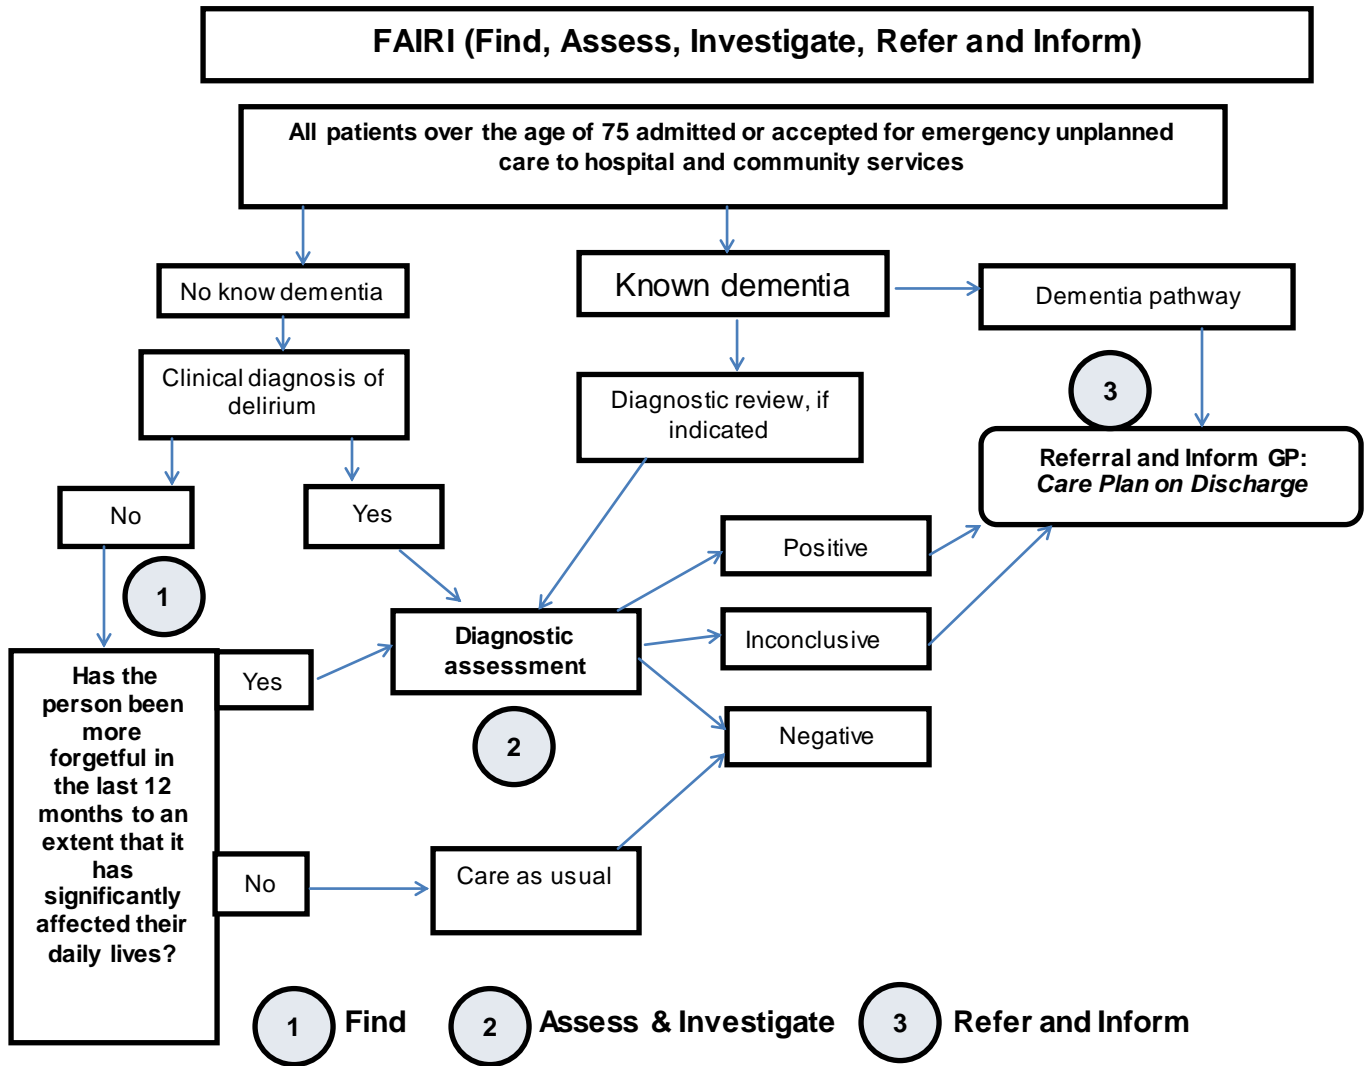 FAIRI (Find, Assess, Investigate, Refer and Inform)
All patients over the age of 75 admitted or accepted for emergency unplanned
care to hospital and community services
No know dementia
Known dementia
Dementia pathway
Clinical diagnosis of
delirium
Diagnostic review, if
indicated
3
Referral and Inform GP:
Care Plan on Discharge
No
Yes
1
Positive
Diagnostic
assessment
Inconclusive
2
Negative
Has the
person been
more
forgetful in
the last 12
months to an
extent that it
has
significantly
affected their
daily lives?
Yes
No
Care as usual
1 Find
2 Assess & Investigate
3 Refer and Inform